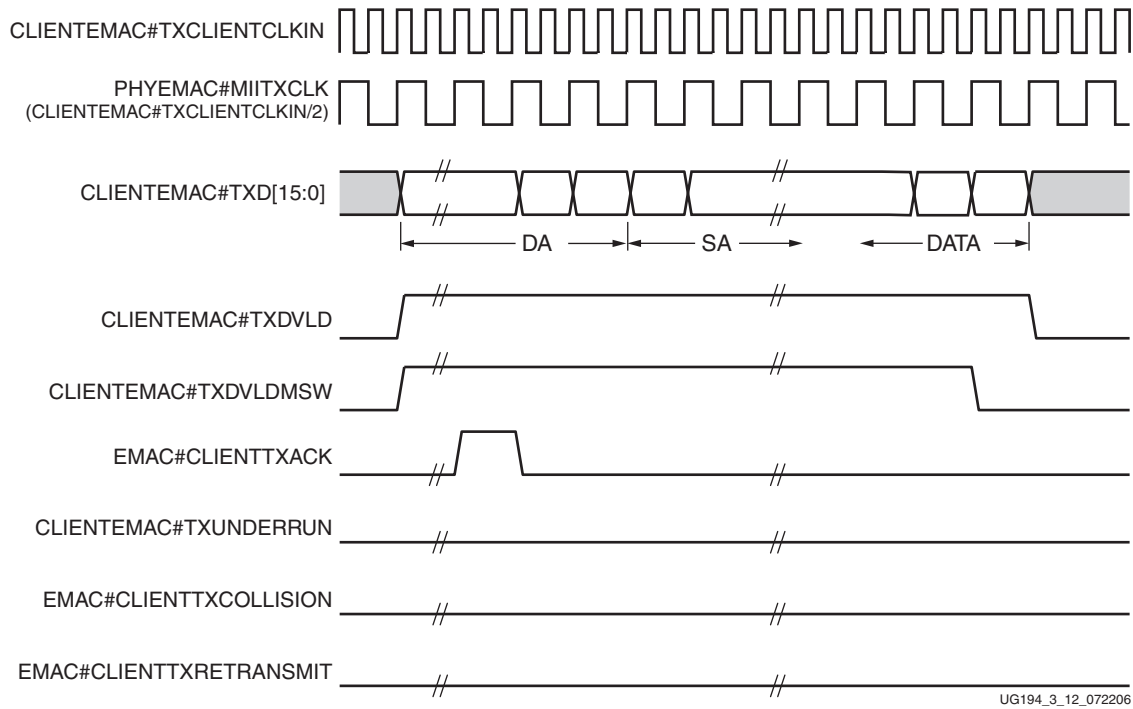 CLIENTEMAC#TXCLIENTCLKIN
PHYEMAC#MIITXCLK
(CLIENTEMAC#TXCLIENTCLKIN/2)
CLIENTEMAC#TXD[15:0]
DA
SA
DATA
CLIENTEMAC#TXDVLD
CLIENTEMAC#TXDVLDMSW
EMAC#CLIENTTXACK
CLIENTEMAC#TXUNDERRUN
EMAC#CLIENTTXCOLLISION
EMAC#CLIENTTXRETRANSMIT
UG194_3_12_072206